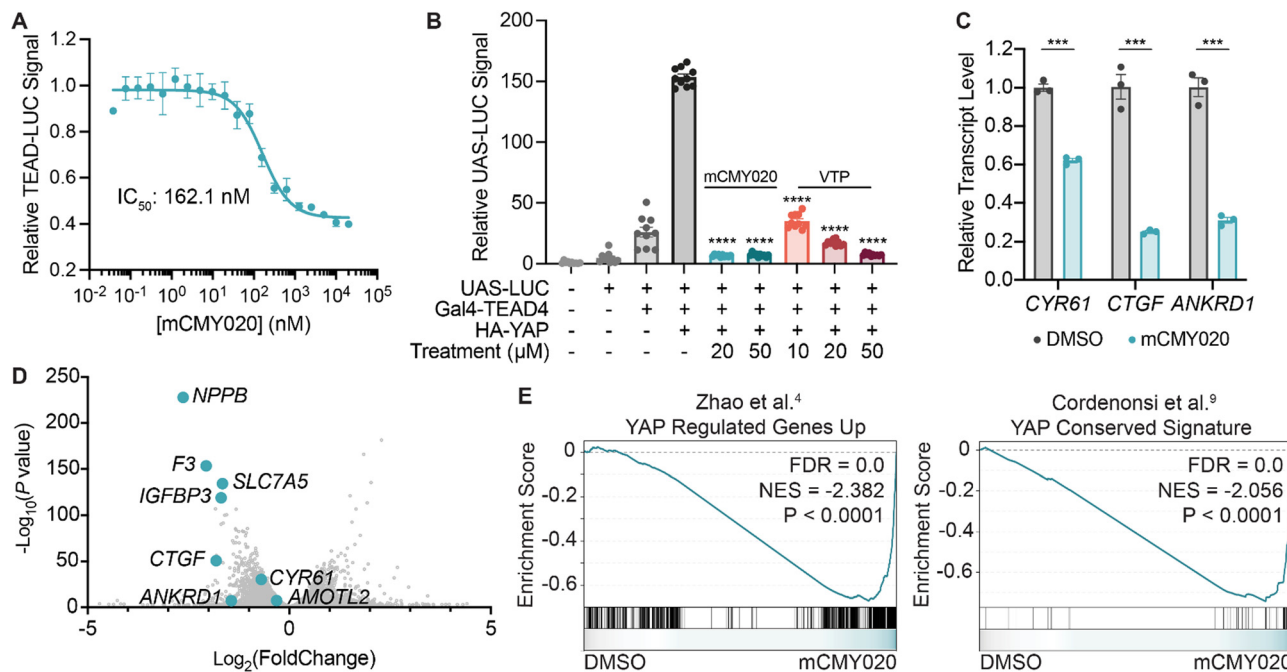 A
Relative TEAD-LUC Signal
1.2
1.0
0.8
0.6
0.4
0.2
IC50: 162.1 nM
10-2 10-1 100 101 102 103 104 105
[mCMY020] (nM)
B
Relative UAS-LUC Signal
200
150
100
50
0
mCMY020 VTP
**** **** **** **** ****
UAS-LUC - + + + + + + + +
Gal4-TEAD4 - - + + + + + + +
HA-YAP - - - + + + + + +
Treatment (μM) - - - - 20 50 10 20 50
C
Relative Transcript Level
1.2
1.0
0.8
0.6
0.4
0.2
0.0
*** *** ***
CYR61 CTGF ANKRD1
DMSO mCMY020
D
-Log10(P value)
250
200
150
100
50
0
NPPB
F3
SLC7A5
IGFBP3
CTGF
CYR61
ANKRD1
AMOTL2
-5 0 5
Log2(FoldChange)
E
Zhao et al.4
YAP Regulated Genes Up
Enrichment Score
0
-0.2
-0.4
-0.6
FDR = 0.0
NES = -2.382
P < 0.0001
DMSO mCMY020
Cordenonsi et al.9
YAP Conserved Signature
Enrichment Score
0
-0.2
-0.4
-0.6
FDR = 0.0
NES = -2.056
P < 0.0001
DMSO mCMY020